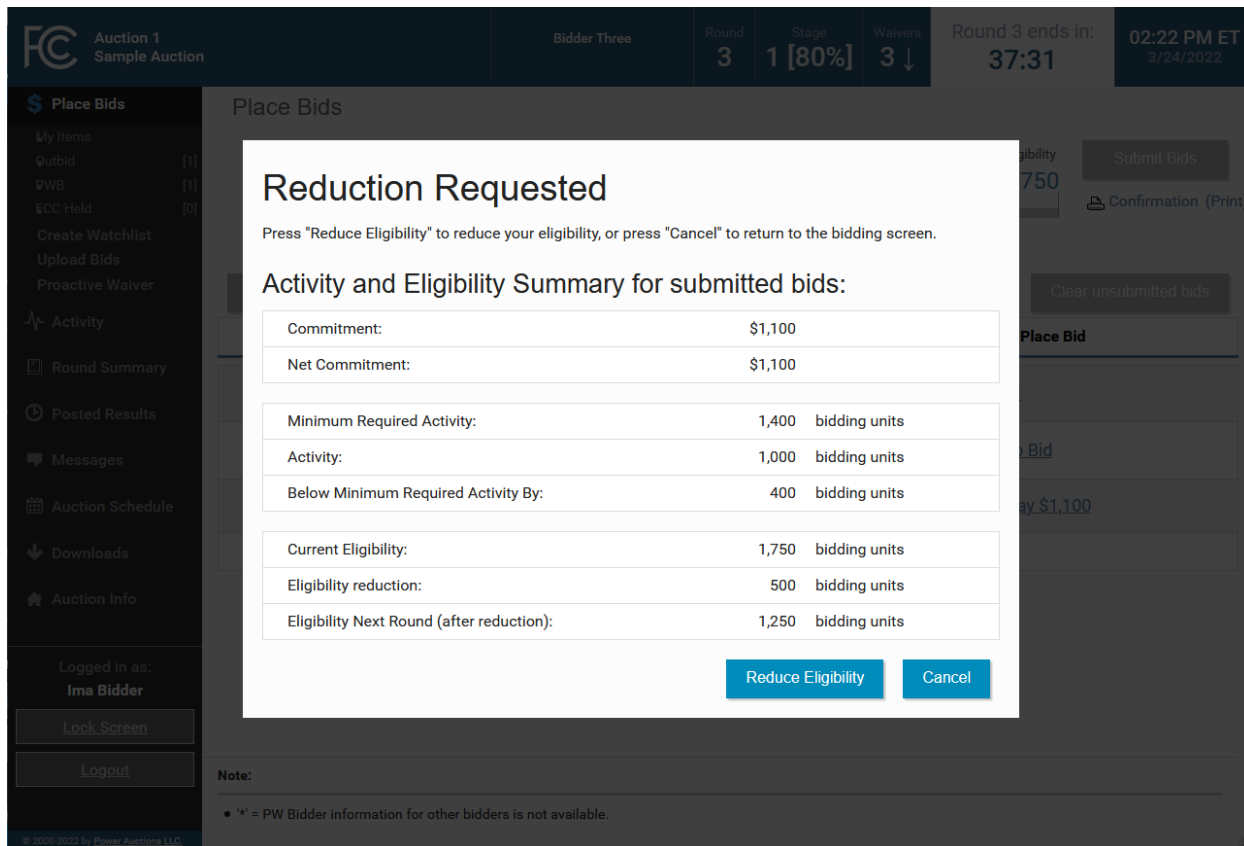 FCC
Auction 1
Sample Auction
Bidder Three
Round
3
Stage
1 [80%]
Waivers
3 ↓
Round 3 ends in:
37:31
02:22 PM ET
3/24/2022
$ Place Bids
My Items
Outbid [1]
PWB [1]
FCC Held [0]
Create Watchlist
Upload Bids
Proactive Waiver
Activity
Round Summary
Posted Results
Messages
Auction Schedule
Downloads
Auction Info
Logged in as:
Ima Bidder
Lock Screen
Logout
© 2000-2022 by Power Auctions LLC.
Place Bids
gibility
750
Submit Bids
Confirmation (Print
Clear unsubmitted bids
Place Bid
Bid
ay $1,100
Reduction Requested
Press "Reduce Eligibility" to reduce your eligibility, or press "Cancel" to return to the bidding screen.
Activity and Eligibility Summary for submitted bids:
Commitment: $1,100
Net Commitment: $1,100
Minimum Required Activity: 1,400 bidding units
Activity: 1,000 bidding units
Below Minimum Required Activity By: 400 bidding units
Current Eligibility: 1,750 bidding units
Eligibility reduction: 500 bidding units
Eligibility Next Round (after reduction): 1,250 bidding units
Reduce Eligibility
Cancel
Note:
• '*' = PW Bidder information for other bidders is not available.